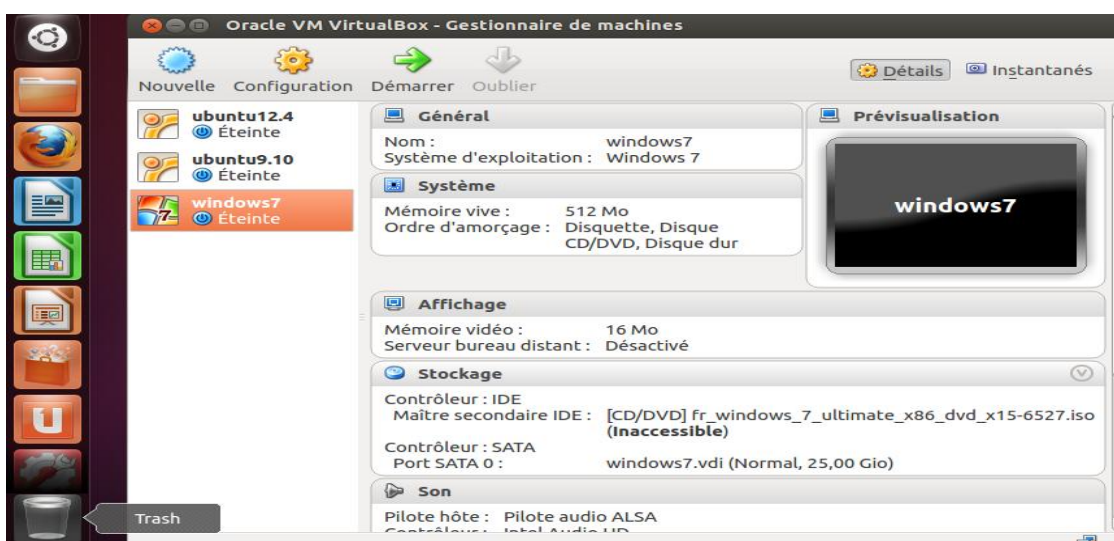 Oracle VM VirtualBox - Gestionnaire de machines
Nouvelle Configuration Démarrer Oublier
Détails Instantanés
ubuntu12.4
Éteinte
ubuntu9.10
Éteinte
windows7
Éteinte
Général
Nom : windows7
Système d'exploitation : Windows 7
Système
Mémoire vive : 512 Mo
Ordre d'amorçage : Disquette, Disque
CD/DVD, Disque dur
Prévisualisation
windows7
Affichage
Mémoire vidéo : 16 Mo
Serveur bureau distant : Désactivé
Stockage
Contrôleur : IDE
Maître secondaire IDE : [CD/DVD] fr_windows_7_ultimate_x86_dvd_x15-6527.iso
(Inaccessible)
Contrôleur : SATA
Port SATA 0 : windows7.vdi (Normal, 25,00 Gio)
Son
Pilote hôte : Pilote audio ALSA
Contrôleur : Intel Audio HD
Trash